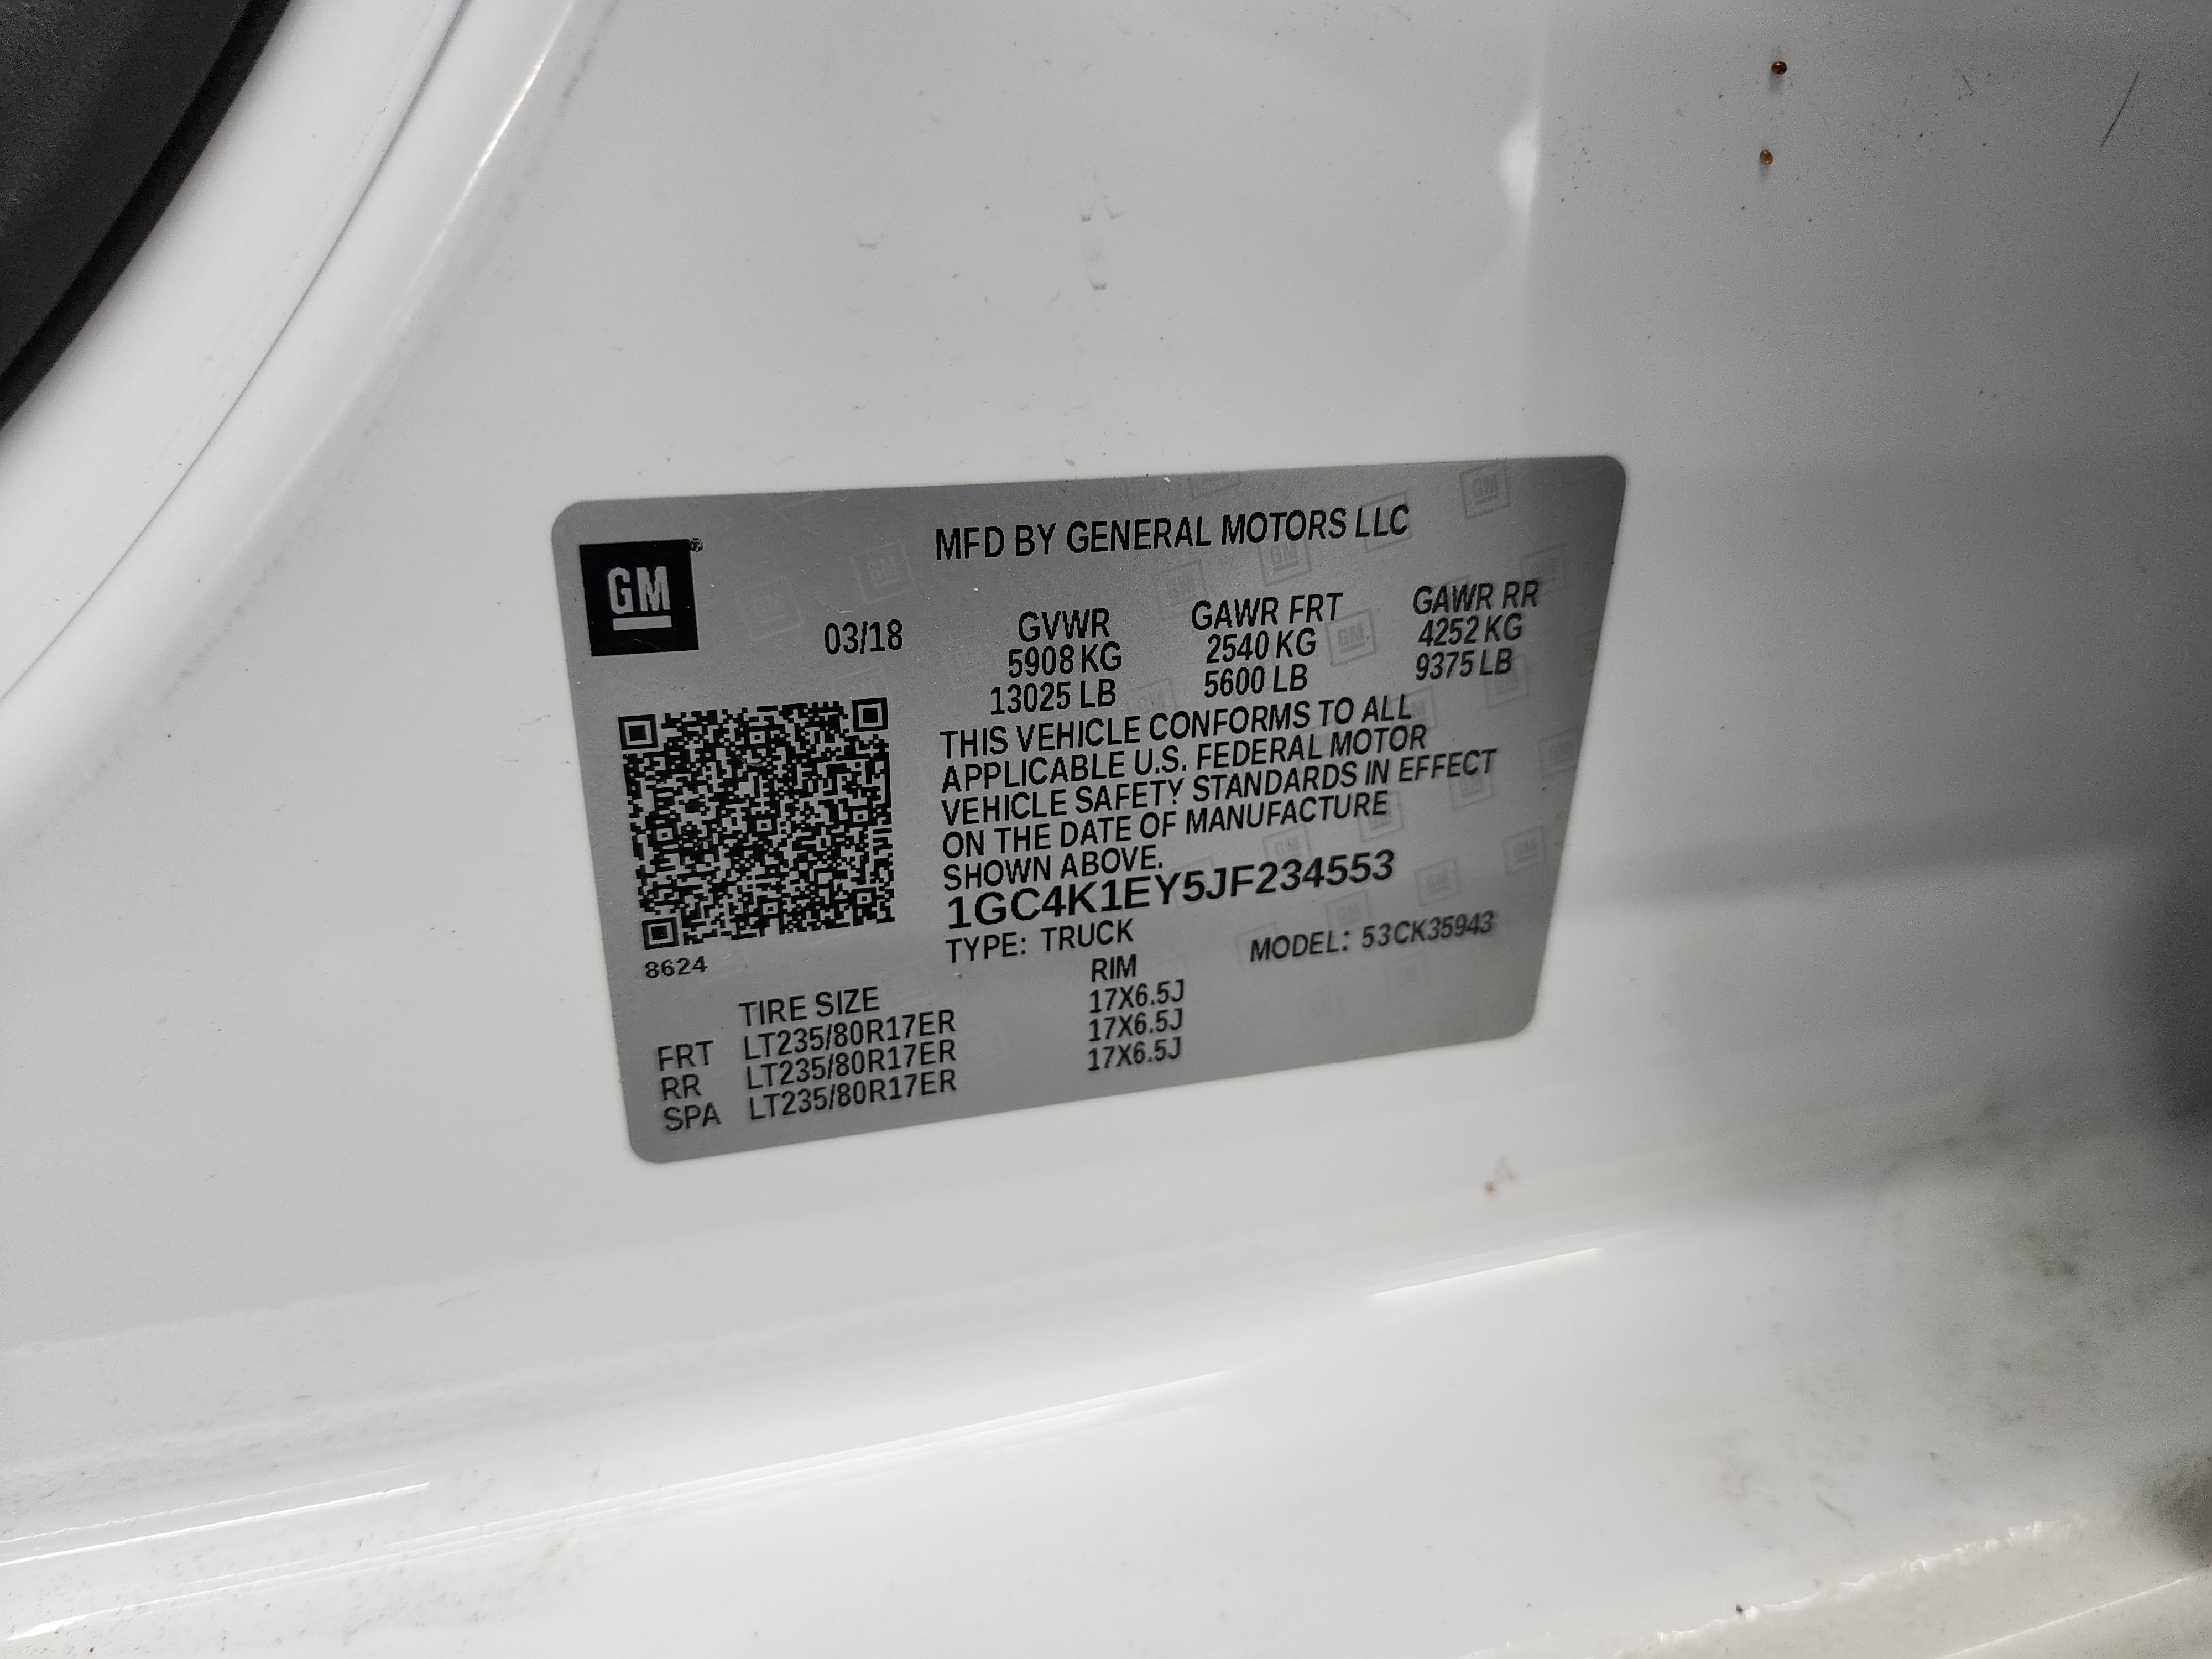 GM
MFD BY GENERAL MOTORS LLC
03/18
GVWR GAWR FRT GAWR RR
5908 KG 2540 KG 4252 KG
13025 LB 5600 LB 9375 LB
THIS VEHICLE CONFORMS TO ALL
APPLICABLE U.S. FEDERAL MOTOR
VEHICLE SAFETY STANDARDS IN EFFECT
ON THE DATE OF MANUFACTURE
SHOWN ABOVE.
1GC4K1EY5JF234553
TYPE: TRUCK MODEL: 53CK35943
8624
TIRE SIZE RIM
FRT LT235/80R17ER 17X6.5J
RR LT235/80R17ER 17X6.5J
SPA LT235/80R17ER 17X6.5J